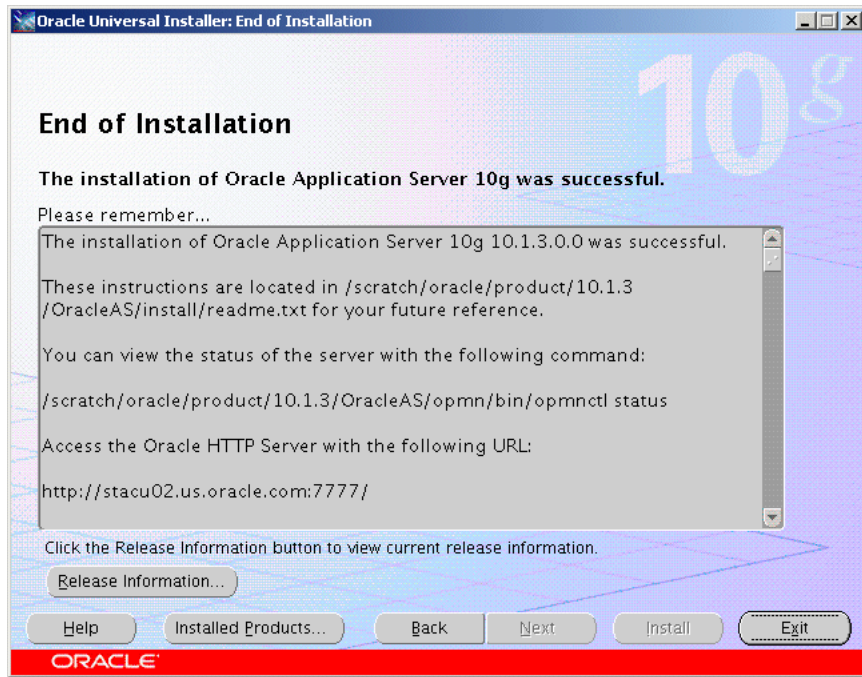 Oracle Universal Installer: End of Installation
10g
End of Installation
The installation of Oracle Application Server 10g was successful.
Please remember...
The installation of Oracle Application Server 10g 10.1.3.0.0 was successful.
These instructions are located in /scratch/oracle/product/10.1.3
/OracleAS/install/readme.txt for your future reference.
You can view the status of the server with the following command:
/scratch/oracle/product/10.1.3/OracleAS/opmn/bin/opmnctl status
Access the Oracle HTTP Server with the following URL:
http://stacu02.us.oracle.com:7777/
Click the Release Information button to view current release information.
Release Information...
Help Installed Products... Back Next Install Exit
ORACLE